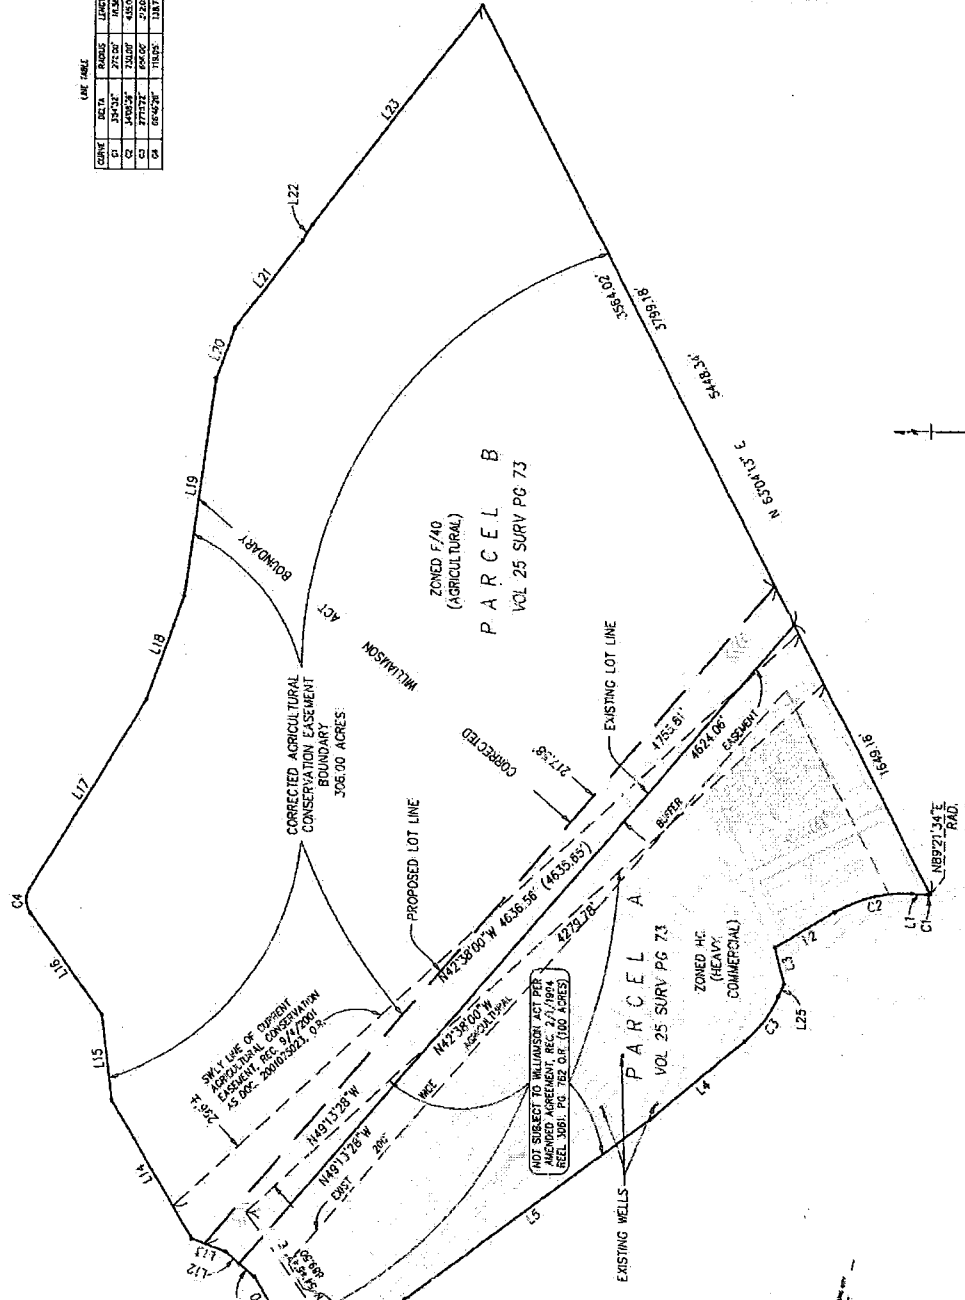 LINE TABLE
CURVE DELTA RADIUS
C1
C2
C3
C4
L23
L22
L21
L20
L19
L18
L17
C4
L16
L15
L14
L13
L12
BOUNDARY
ACT
WILLIAMSON
CORRECTED
ZONED F/40
(AGRICULTURAL)
PARCEL B
VOL 25 SURV PG 73
3564.02'
3799.18'
5448.34'
N 63°04'13" E
CORRECTED AGRICULTURAL
CONSERVATION EASEMENT
BOUNDARY
306.00 ACRES
EXISTING LOT LINE
PROPOSED LOT LINE
217.58'
4624.06'
BUFFER
EASEMENT
1649.16'
N89°21'34"E
RAD.
L1
C1
C2
L2
L3
L25
C3
L4
L5
N42°38'00"W 4636.56' (4635.85')
4279.78'
N42°38'00"W
AGRICULTURAL
SW'LY LINE OF CURRENT
AGRICULTURAL CONSERVATION
EASEMENT, REC. 9/4/2001
AS DOC. 2001075023, O.R.
N49°13'28"W
N49°13'28"W
WIDE
200'
EXIST
NOT SUBJECT TO WILLIAMSON ACT PER
AMENDED AGREEMENT, REC. 2/1/1994
REEL 3061, PG. 762 O.R. (100 ACRES)
PARCEL A
VOL 25 SURV PG 73
ZONED HC
(HEAVY
COMMERCIAL)
EXISTING WELLS